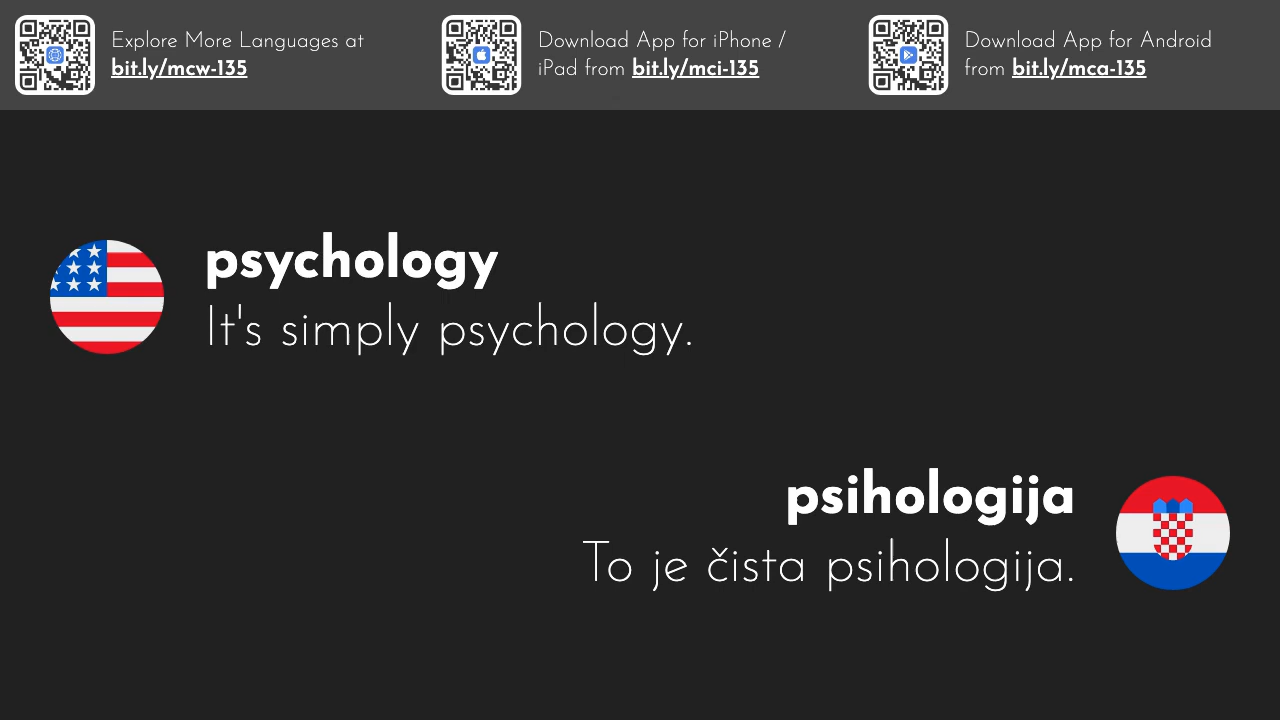 Explore More Languages at
bit.ly/mcw-135
Download App for iPhone /
iPad from bit.ly/mci-135
Download App for Android
from bit.ly/mca-135
psychology
It's simply psychology.
psihologija
To je čista psihologija.